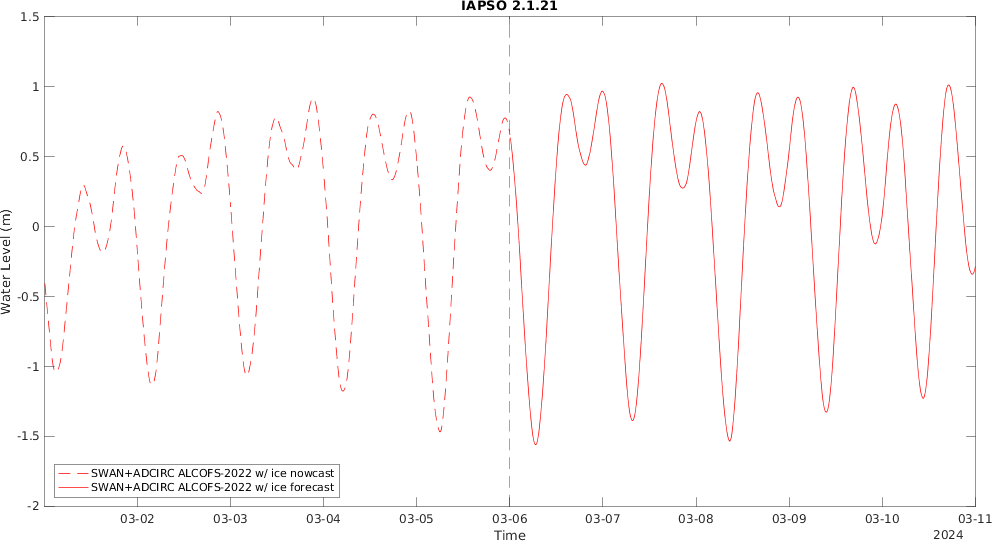 IAPSO 2.1.21
1.5
1
0.5
0
-0.5
-1
-1.5
-2
Water Level (m)
SWAN+ADCIRC ALCOFS-2022 w/ ice nowcast
SWAN+ADCIRC ALCOFS-2022 w/ ice forecast
03-02 03-03 03-04 03-05 03-06 03-07 03-08 03-09 03-10 03-11
Time
2024